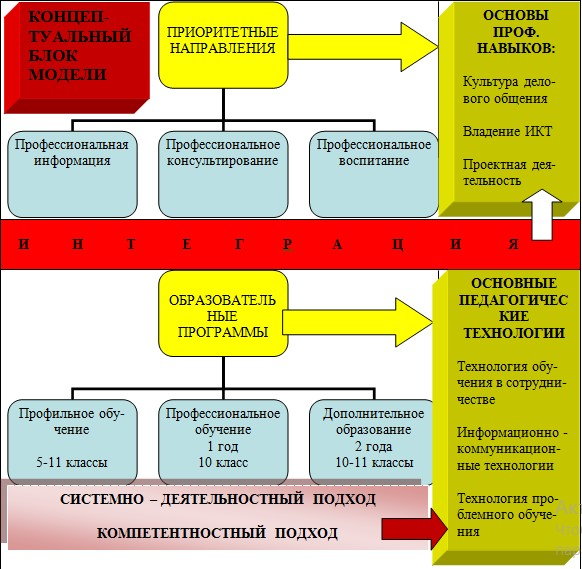 КОНЦЕП-
ТУАЛЬНЫЙ
БЛОК
МОДЕЛИ
ПРИОРИТЕТНЫЕ
НАПРАВЛЕНИЯ
ОСНОВЫ
ПРОФ.
НАВЫКОВ:
Культура дело-
вого общения
Владение ИКТ
Проектная дея-
тельность
Профессиональная
информация
Профессиональное
консультирование
Профессиональное
воспитание
И Н Т Е Г Р А Ц И Я
ОБРАЗОВАТЕЛЬ
НЫЕ
ПРОГРАММЫ
ОСНОВНЫЕ
ПЕДАГОГИЧЕС
КИЕ
ТЕХНОЛОГИИ
Технология обу-
чения в сотрудни-
честве
Информационно -
коммуникацион-
ные технологии
Технология про-
блемного обуче-
ния
Профильное обу-
чение
5-11 классы
Профессиональное
обучение
1 год
10 класс
Дополнительное
образование
2 года
10-11 классы
СИСТЕМНО – ДЕЯТЕЛЬНОСТНЫЙ ПОДХОД
КОМПЕТЕНТНОСТНЫЙ ПОДХОД